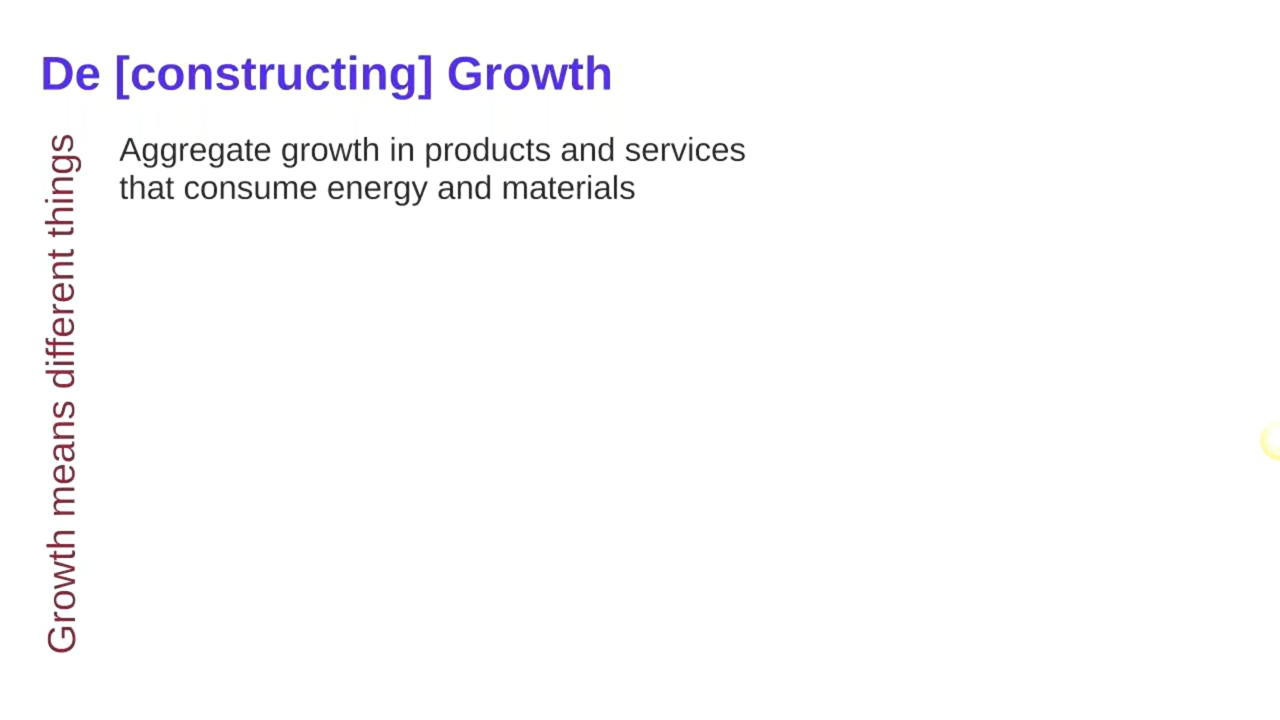 De [constructing] Growth
Growth means different things
Aggregate growth in products and services
that consume energy and materials